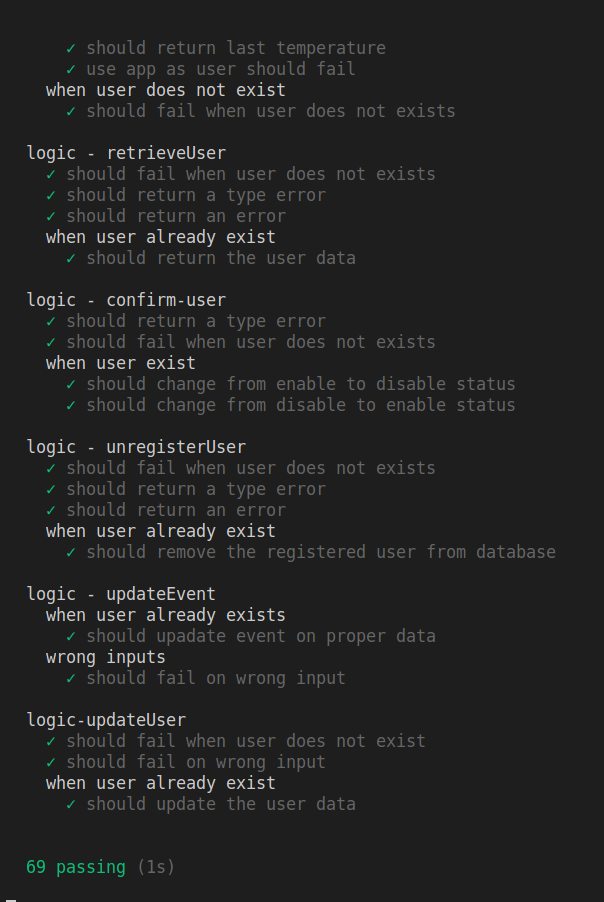 ✓ should return last temperature
✓ use app as user should fail
when user does not exist
✓ should fail when user does not exists
logic - retrieveUser
✓ should fail when user does not exists
✓ should return a type error
✓ should return an error
when user already exist
✓ should return the user data
logic - confirm-user
✓ should return a type error
✓ should fail when user does not exists
when user exist
✓ should change from enable to disable status
✓ should change from disable to enable status
logic - unregisterUser
✓ should fail when user does not exists
✓ should return a type error
✓ should return an error
when user already exist
✓ should remove the registered user from database
logic - updateEvent
when user already exists
✓ should upadate event on proper data
wrong inputs
✓ should fail on wrong input
logic-updateUser
✓ should fail when user does not exist
✓ should fail on wrong input
when user already exist
✓ should update the user data
69 passing (1s)